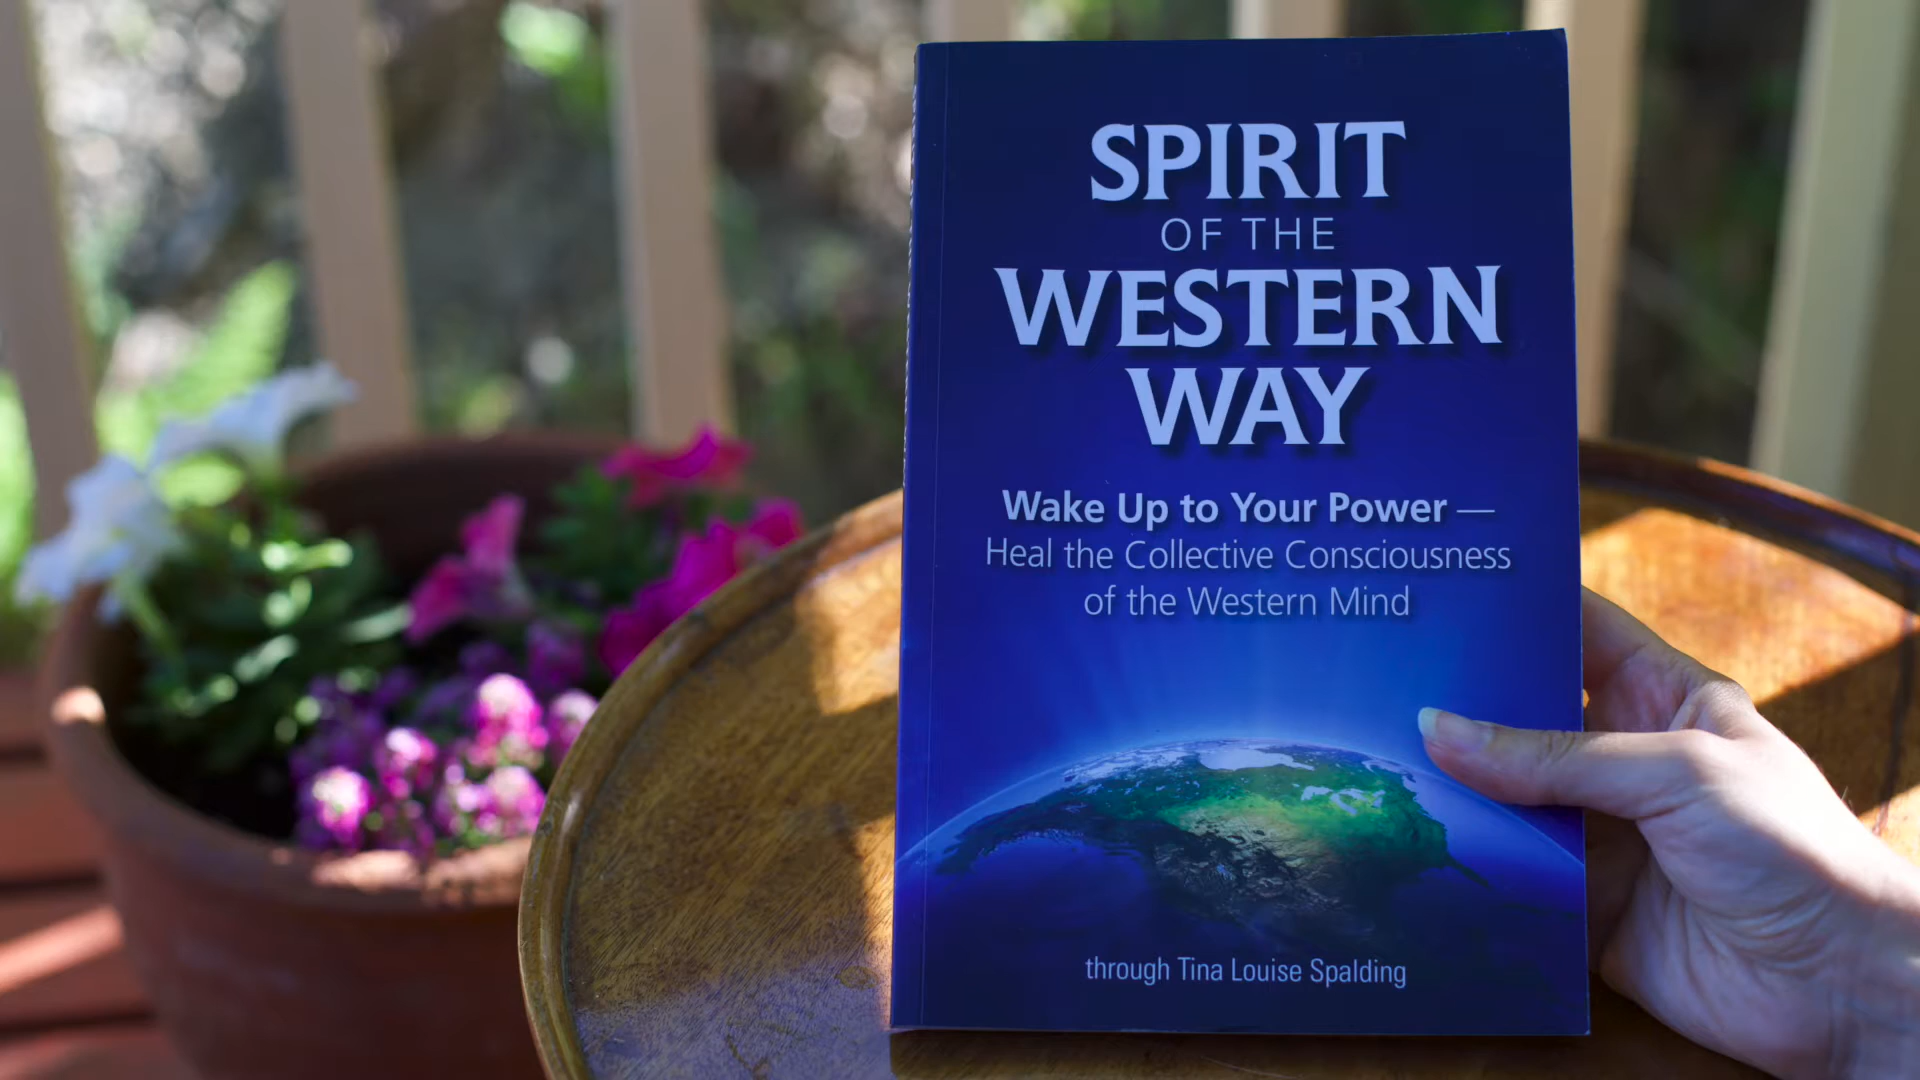 SPIRIT
OF THE
WESTERN
WAY
Wake Up to Your Power —
Heal the Collective Consciousness
of the Western Mind
through Tina Louise Spalding